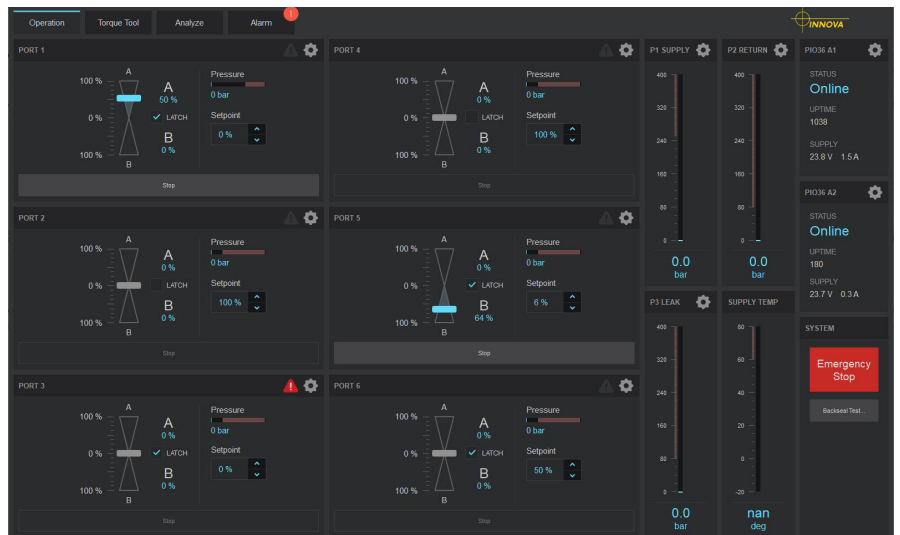 Operation
Torque Tool
Analyze
Alarm
1
INNOVA
PORT 1
A
100 %
0 %
100 %
B
A
50 %
LATCH
B
0 %
Pressure
0 bar
Setpoint
0 %
Stop
PORT 4
A
100 %
0 %
100 %
B
A
0 %
LATCH
B
0 %
Pressure
0 bar
Setpoint
100 %
Stop
PORT 2
A
100 %
0 %
100 %
B
A
0 %
LATCH
B
0 %
Pressure
0 bar
Setpoint
100 %
Stop
PORT 5
A
100 %
0 %
100 %
B
A
0 %
LATCH
B
64 %
Pressure
0 bar
Setpoint
6 %
Stop
PORT 3
A
100 %
0 %
100 %
B
A
0 %
LATCH
B
0 %
Pressure
0 bar
Setpoint
0 %
Stop
PORT 6
A
100 %
0 %
100 %
B
A
0 %
LATCH
B
0 %
Pressure
0 bar
Setpoint
50 %
Stop
P1 SUPPLY
400
320
240
160
80
0
0.0
bar
P2 RETURN
400
320
240
160
80
0
0.0
bar
P3 LEAK
400
320
240
160
80
0
0.0
bar
SUPPLY TEMP
80
60
40
20
0
-20
nan
deg
PIO36 A1
STATUS
Online
UPTIME
1038
SUPPLY
23.8 V 1.5 A
PIO36 A2
STATUS
Online
UPTIME
180
SUPPLY
23.7 V 0.3 A
SYSTEM
Emergency
Stop
Backseal Test...